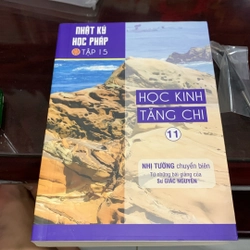 NHẬT KÝ
HỌC PHÁP
TẬP 15
HỌC KINH
TĂNG CHI
11
NHỊ TƯỜNG chuyển biên
Từ những bài giảng của
Sư GIÁC NGUYÊN